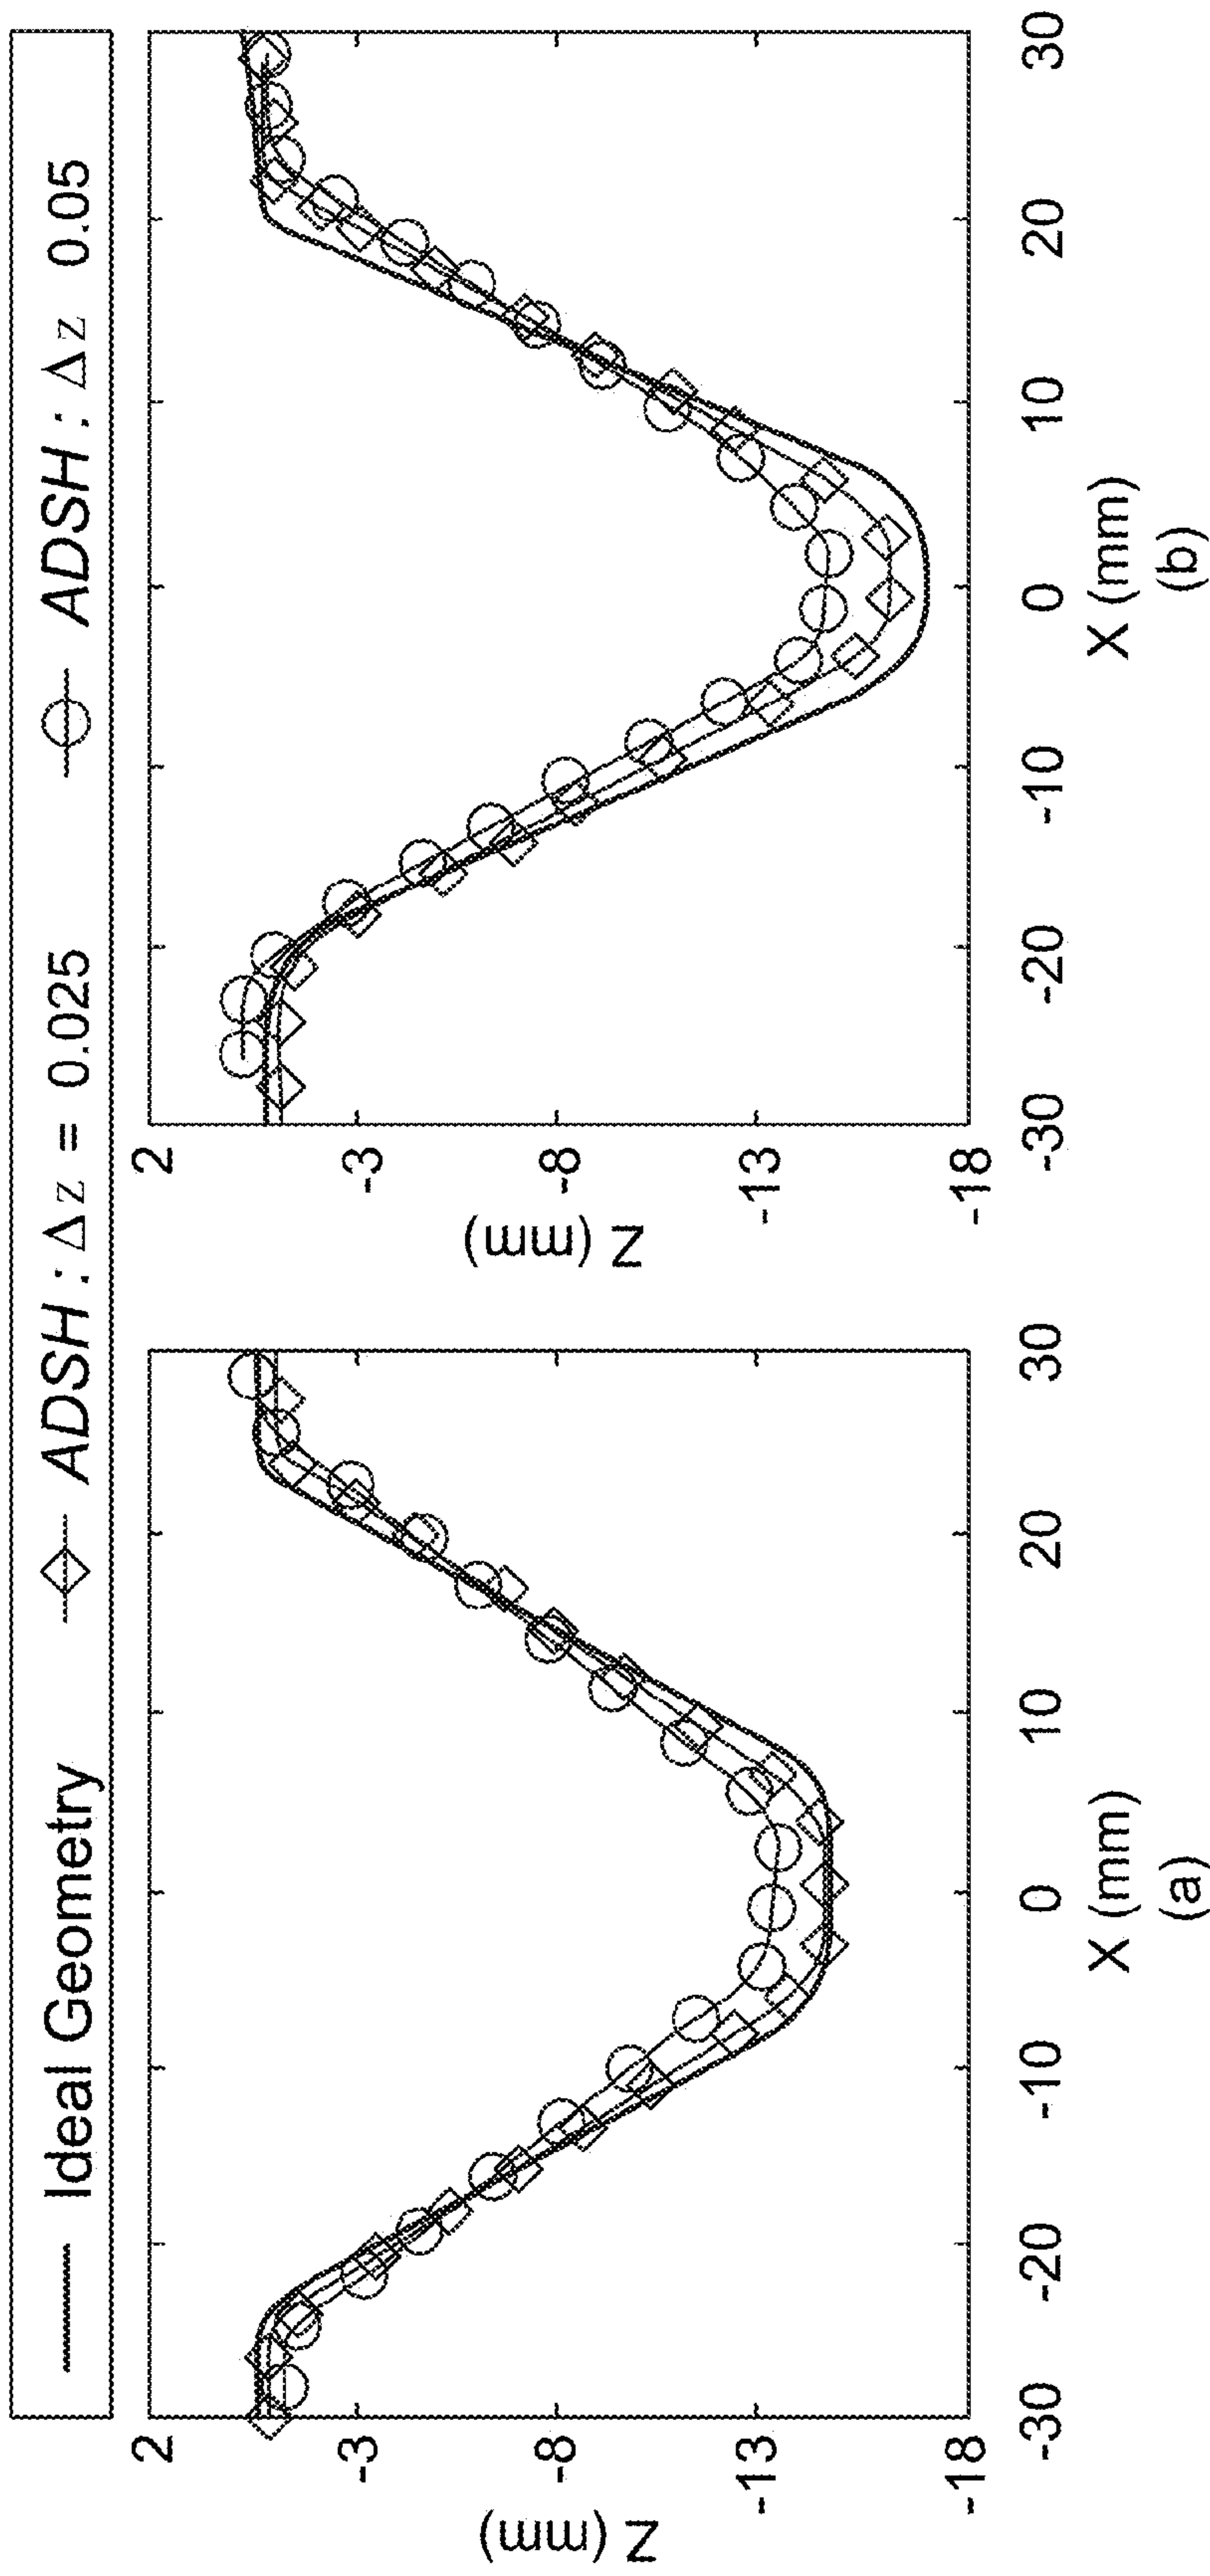 Ideal Geometry
ADSH : Δz = 0.025
ADSH : Δz 0.05
2
-3
-8
-13
-18
Z (mm)
-30
-20
-10
0
10
20
30
X (mm)
(a)
2
-3
-8
-13
-18
Z (mm)
-30
-20
-10
0
10
20
30
X (mm)
(b)